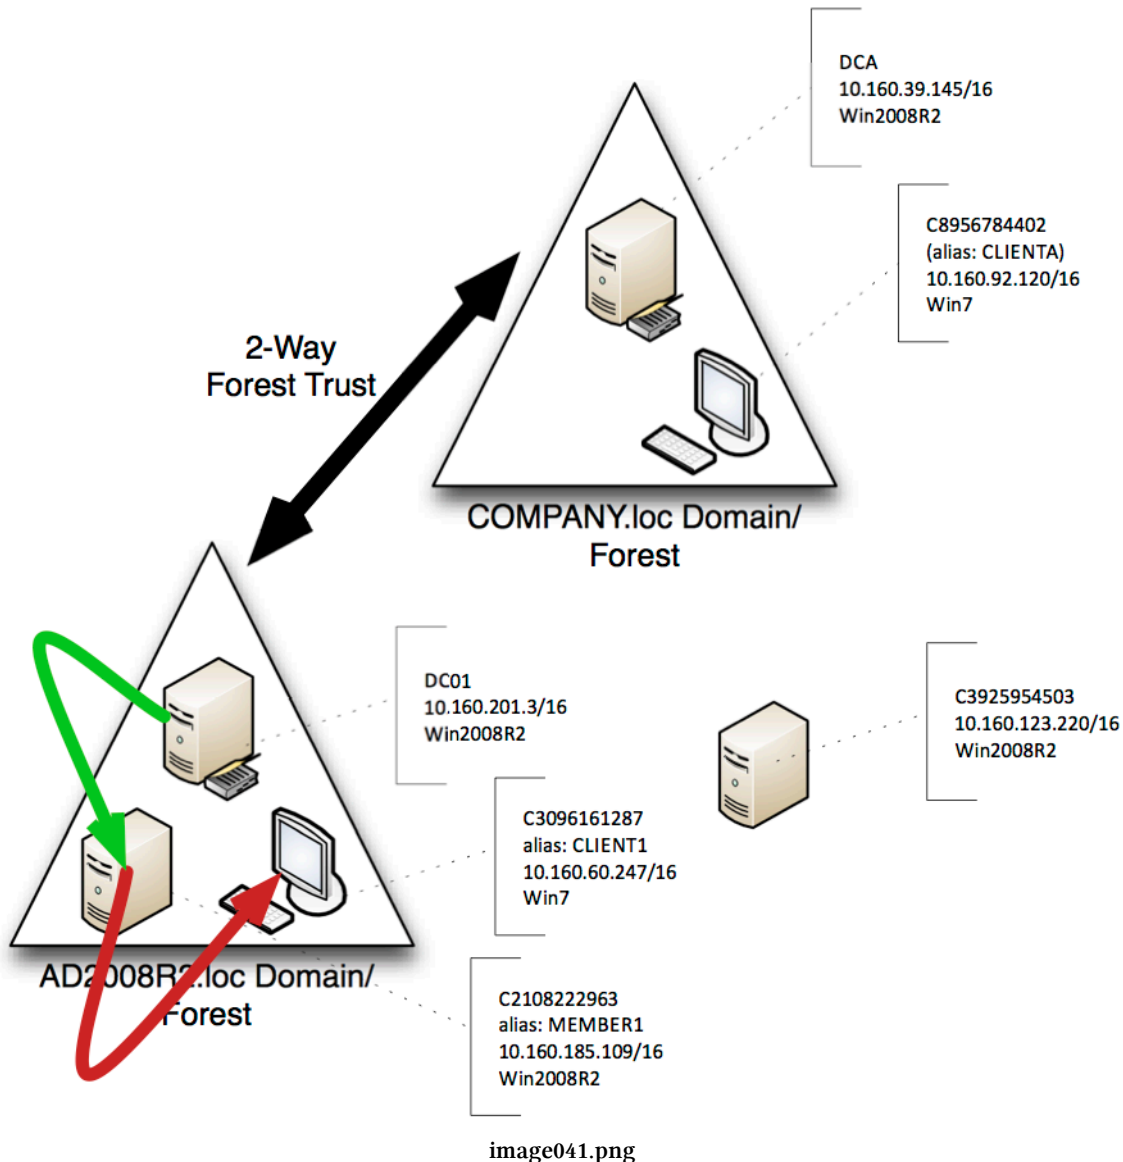 DCA
10.160.39.145/16
Win2008R2
C8956784402
(alias: CLIENTA)
10.160.92.120/16
Win7
2-Way
Forest Trust
COMPANY.loc Domain/
Forest
DC01
10.160.201.3/16
Win2008R2
C3925954503
10.160.123.220/16
Win2008R2
C3096161287
alias: CLIENT1
10.160.60.247/16
Win7
AD2008R2.loc Domain/
Forest
C2108222963
alias: MEMBER1
10.160.185.109/16
Win2008R2
image041.png